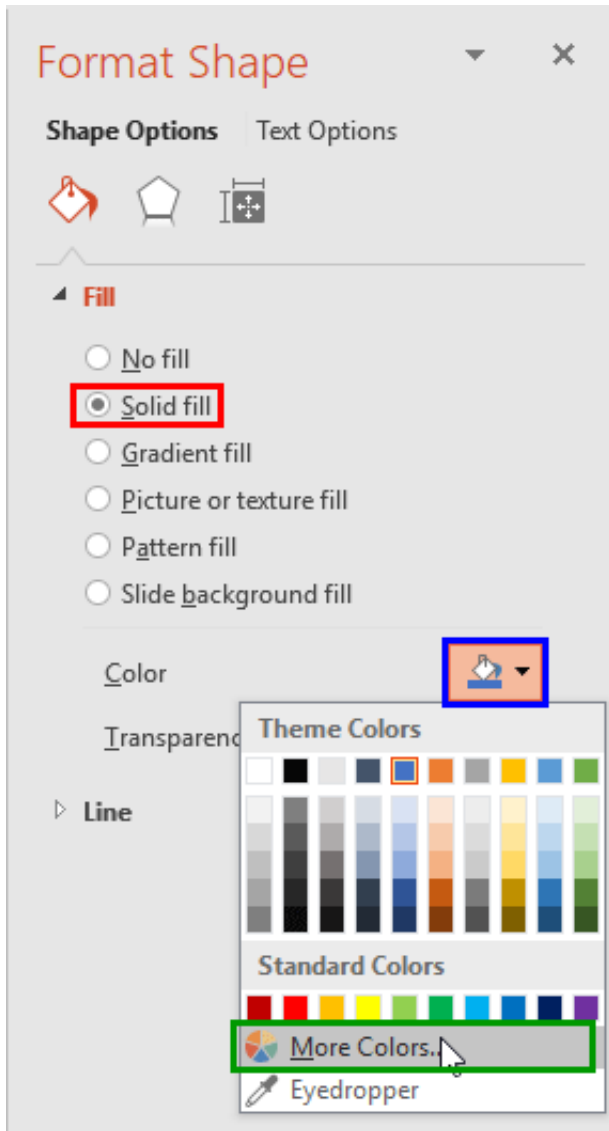 Format Shape
Shape Options Text Options
Fill
No fill
Solid fill
Gradient fill
Picture or texture fill
Pattern fill
Slide background fill
Color
Transparenc
Theme Colors
Line
Standard Colors
More Colors..
Eyedropper